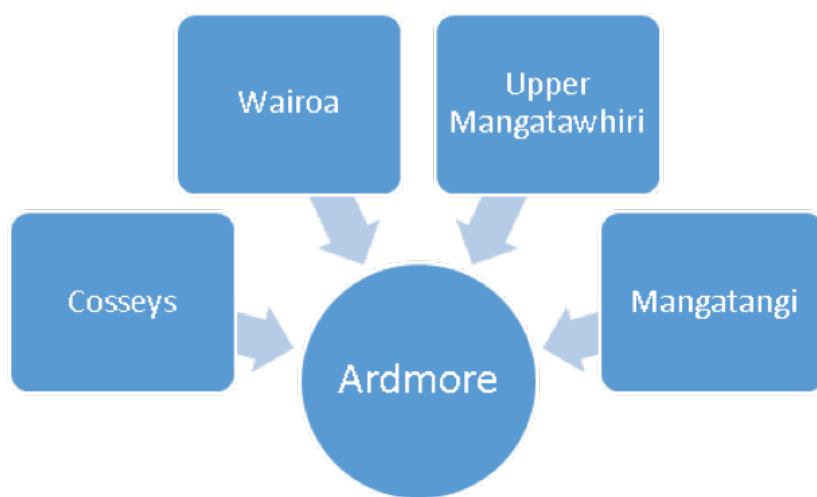 Wairoa
Upper
Mangatawhiri
Cosseys
Mangatangi
Ardmore